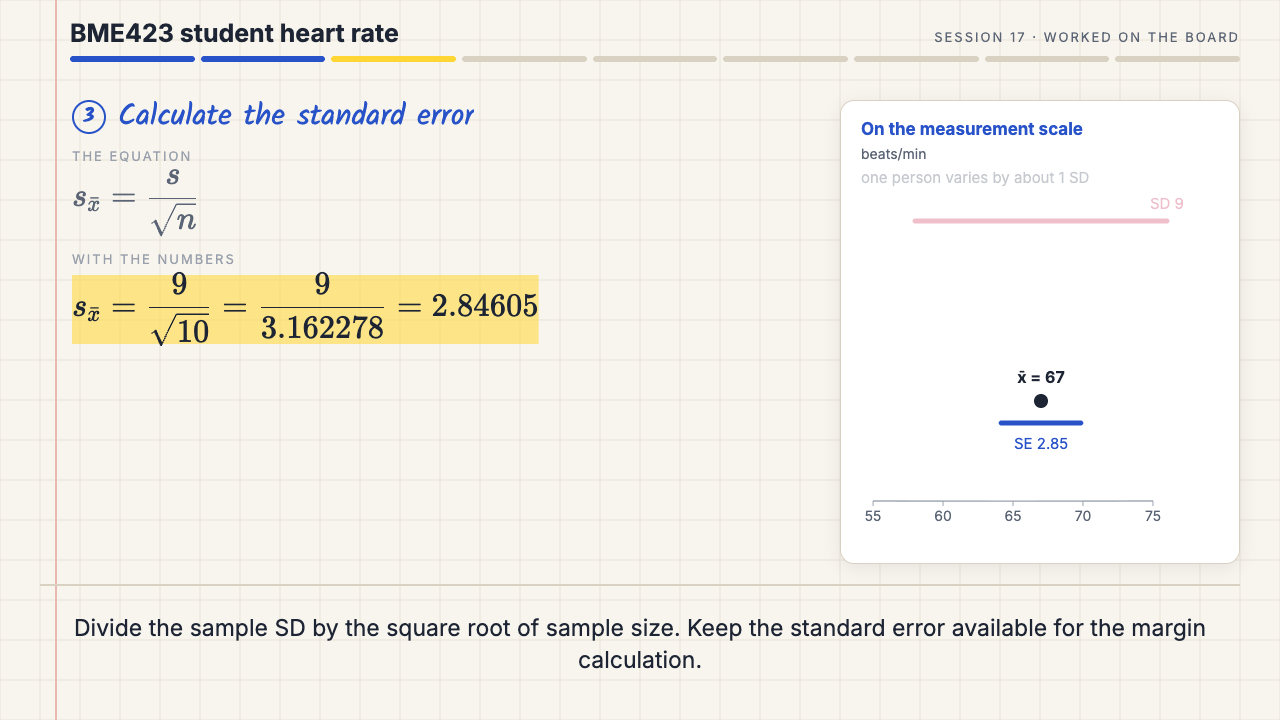 BME423 student heart rate
SESSION 17 · WORKED ON THE BOARD
3 Calculate the standard error
THE EQUATION
s_x̄ = s / √n
WITH THE NUMBERS
s_x̄ = 9 / √10 = 9 / 3.162278 = 2.84605
On the measurement scale
beats/min
one person varies by about 1 SD
SD 9
x̄ = 67
SE 2.85
55 60 65 70 75
Divide the sample SD by the square root of sample size. Keep the standard error available for the margin
calculation.